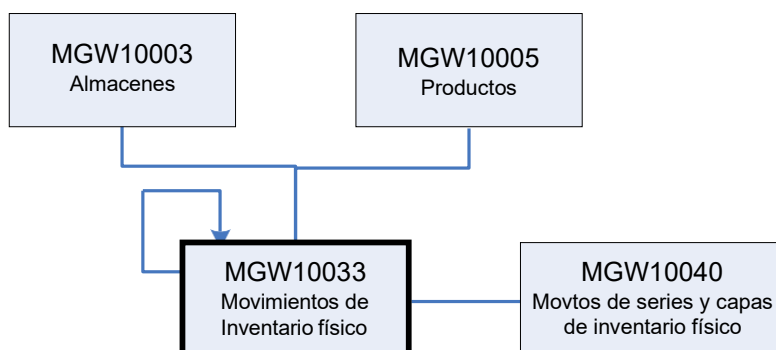 MGW10003
Almacenes
MGW10005
Productos
MGW10033
Movimientos de
Inventario físico
MGW10040
Movtos de series y capas
de inventario físico